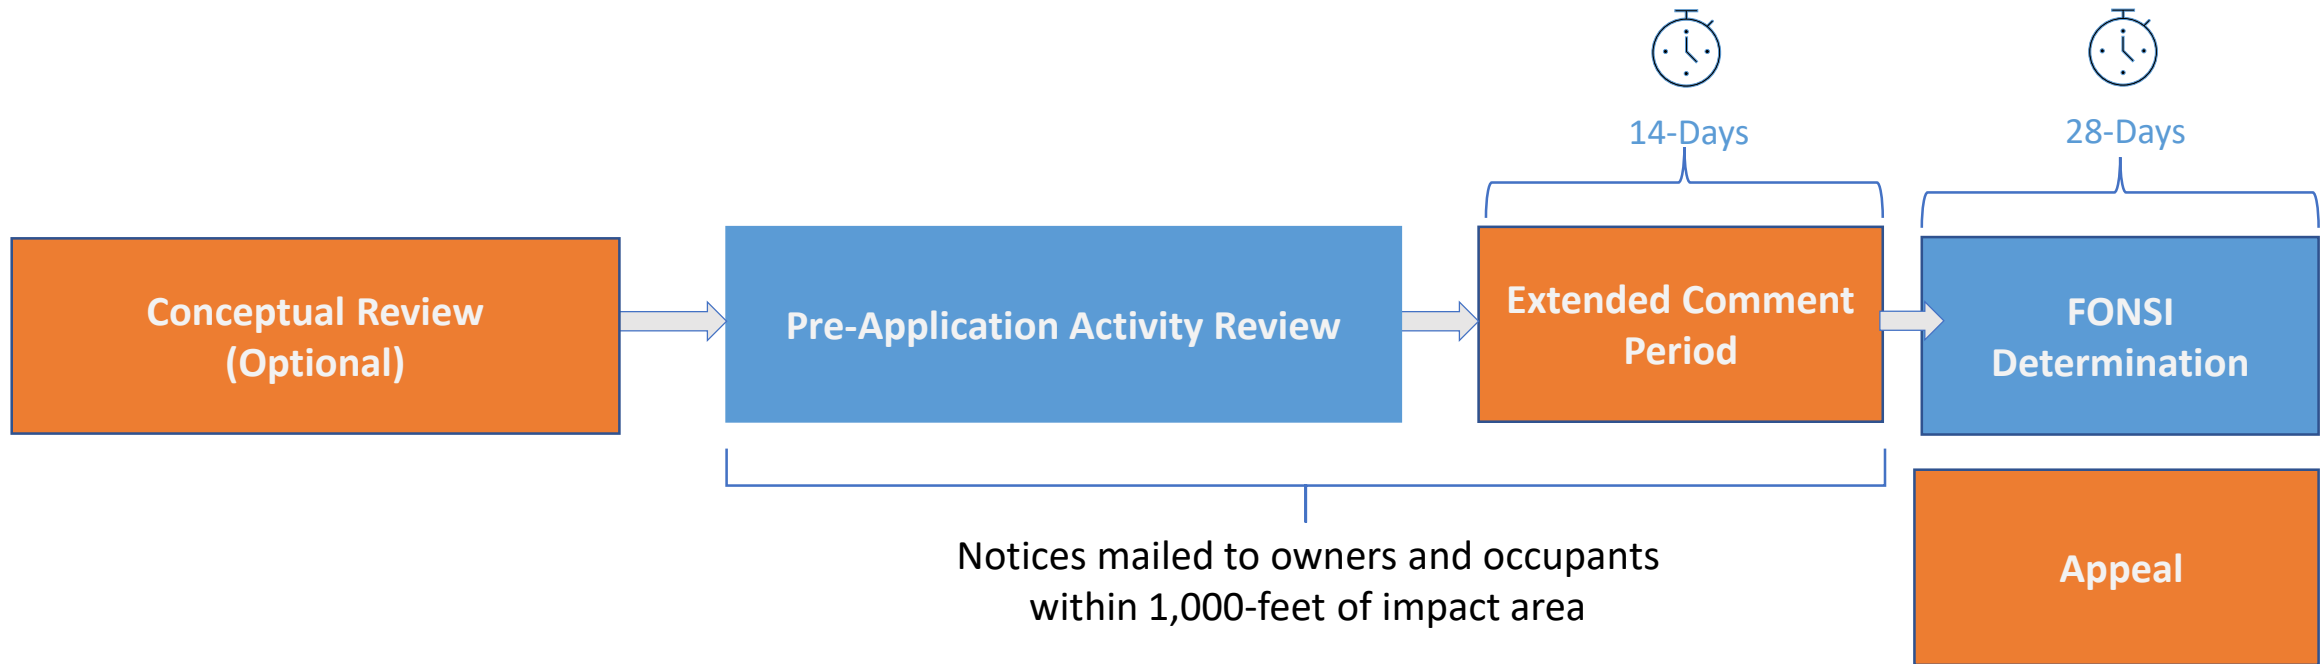 14-Days
28-Days
Conceptual Review
(Optional)
Pre-Application Activity Review
Extended Comment
Period
FONSI
Determination
Notices mailed to owners and occupants
within 1,000-feet of impact area
Appeal